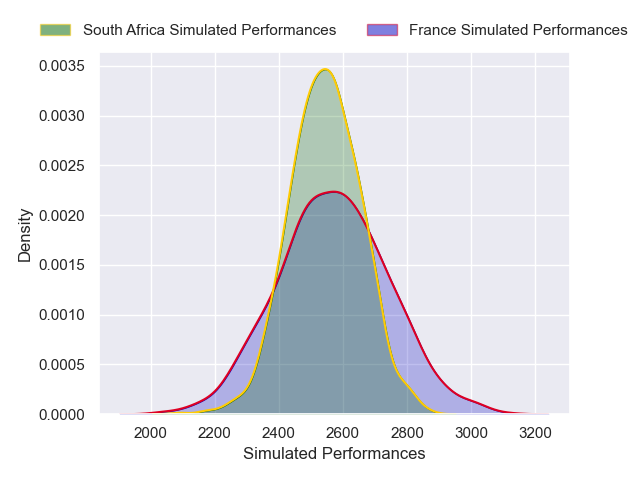 South Africa Simulated Performances France Simulated Performances
0.0035
0.0030
0.0025
0.0020
0.0015
0.0010
0.0005
0.0000
Density
2000 2200 2400 2600 2800 3000 3200
Simulated Performances